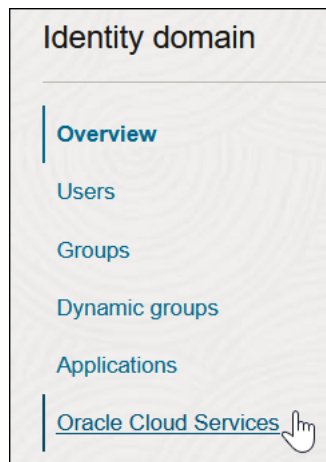 Identity domain
Overview
Users
Groups
Dynamic groups
Applications
Oracle Cloud Services